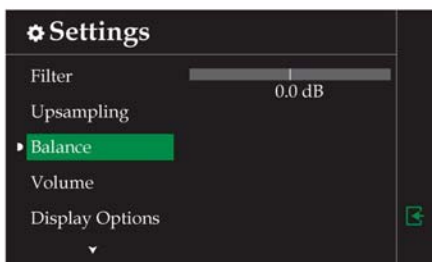 Settings
Filter
0.0 dB
Upsampling
Balance
Volume
Display Options